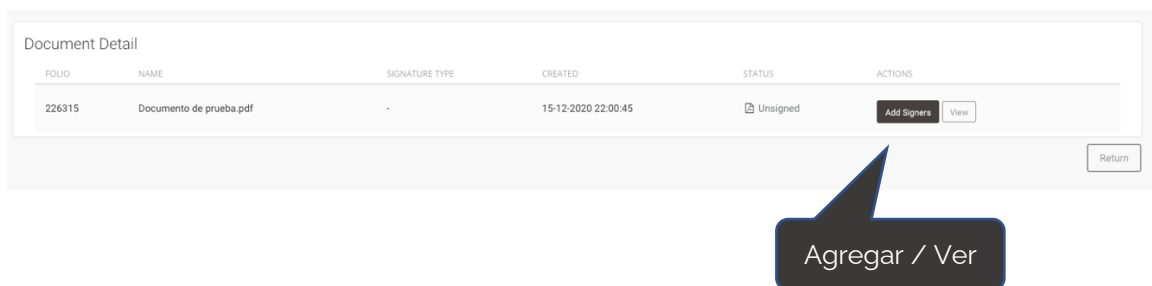 Document Detail
FOLIO NAME SIGNATURE TYPE CREATED STATUS ACTIONS
226315 Documento de prueba.pdf - 15-12-2020 22:00:45 Unsigned Add Signers View
Return
Agregar / Ver